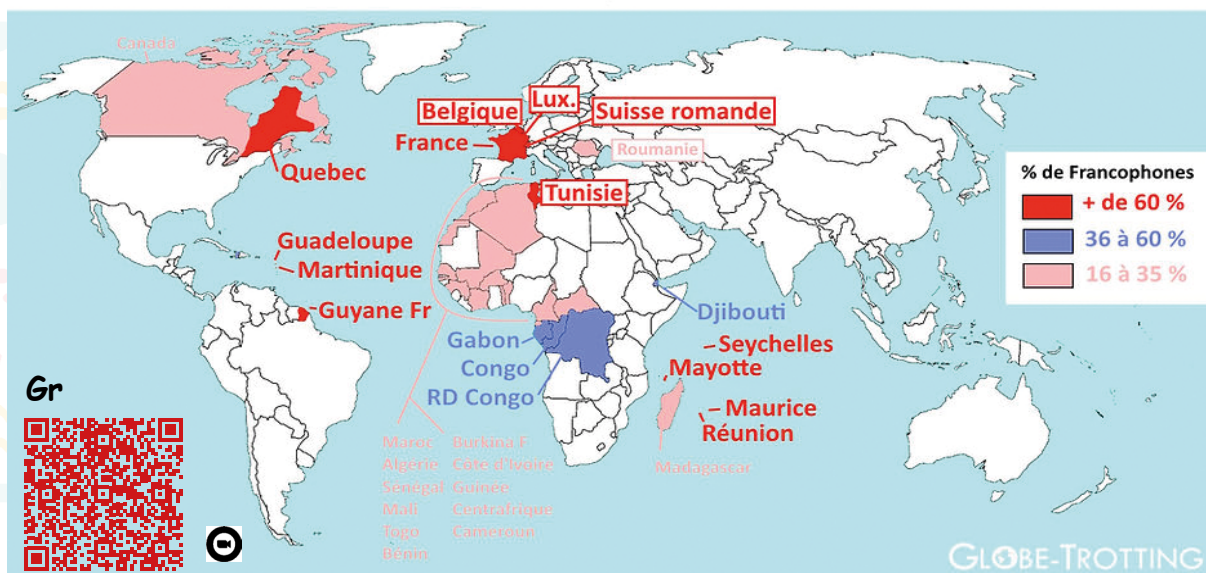 Canada
Belgique
Lux.
Suisse romande
France
Roumanie
Quebec
Tunisie
% de Francophones
+ de 60 %
36 à 60 %
16 à 35 %
Guadeloupe
Martinique
Guyane Fr
Djibouti
Gabon
Congo
RD Congo
Seychelles
Mayotte
Maurice
Réunion
Madagascar
Gr
Maroc
Algérie
Sénégal
Mali
Togo
Bénin
Burkina F
Côte d'Ivoire
Guinée
Centrafrique
Cameroun
GLOBE-TROTTING